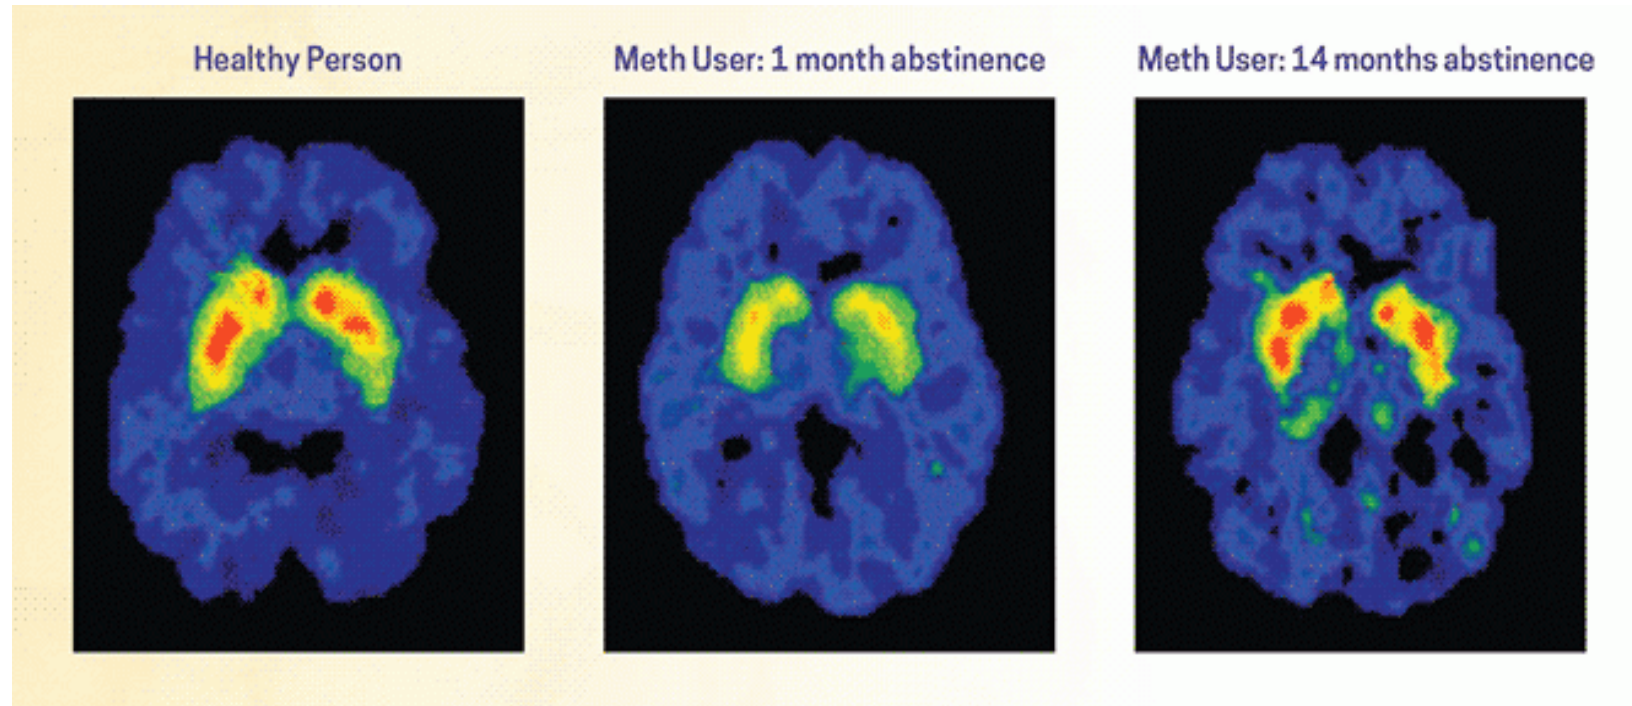 Healthy Person
Meth User: 1 month abstinence
Meth User: 14 months abstinence